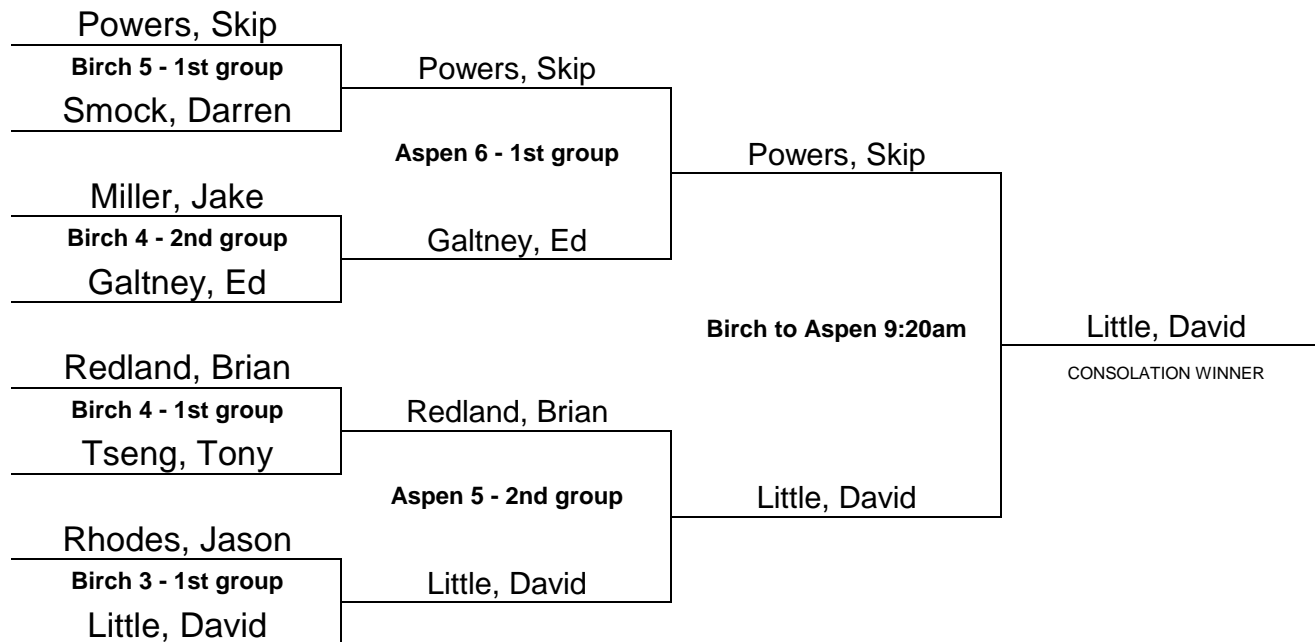 Powers, Skip
Birch 5 - 1st group
Smock, Darren
Powers, Skip
Aspen 6 - 1st group
Miller, Jake
Birch 4 - 2nd group
Galtney, Ed
Galtney, Ed
Powers, Skip
Birch to Aspen 9:20am
Redland, Brian
Birch 4 - 1st group
Tseng, Tony
Redland, Brian
Aspen 5 - 2nd group
Rhodes, Jason
Birch 3 - 1st group
Little, David
Little, David
Little, David
Little, David
CONSOLATION WINNER